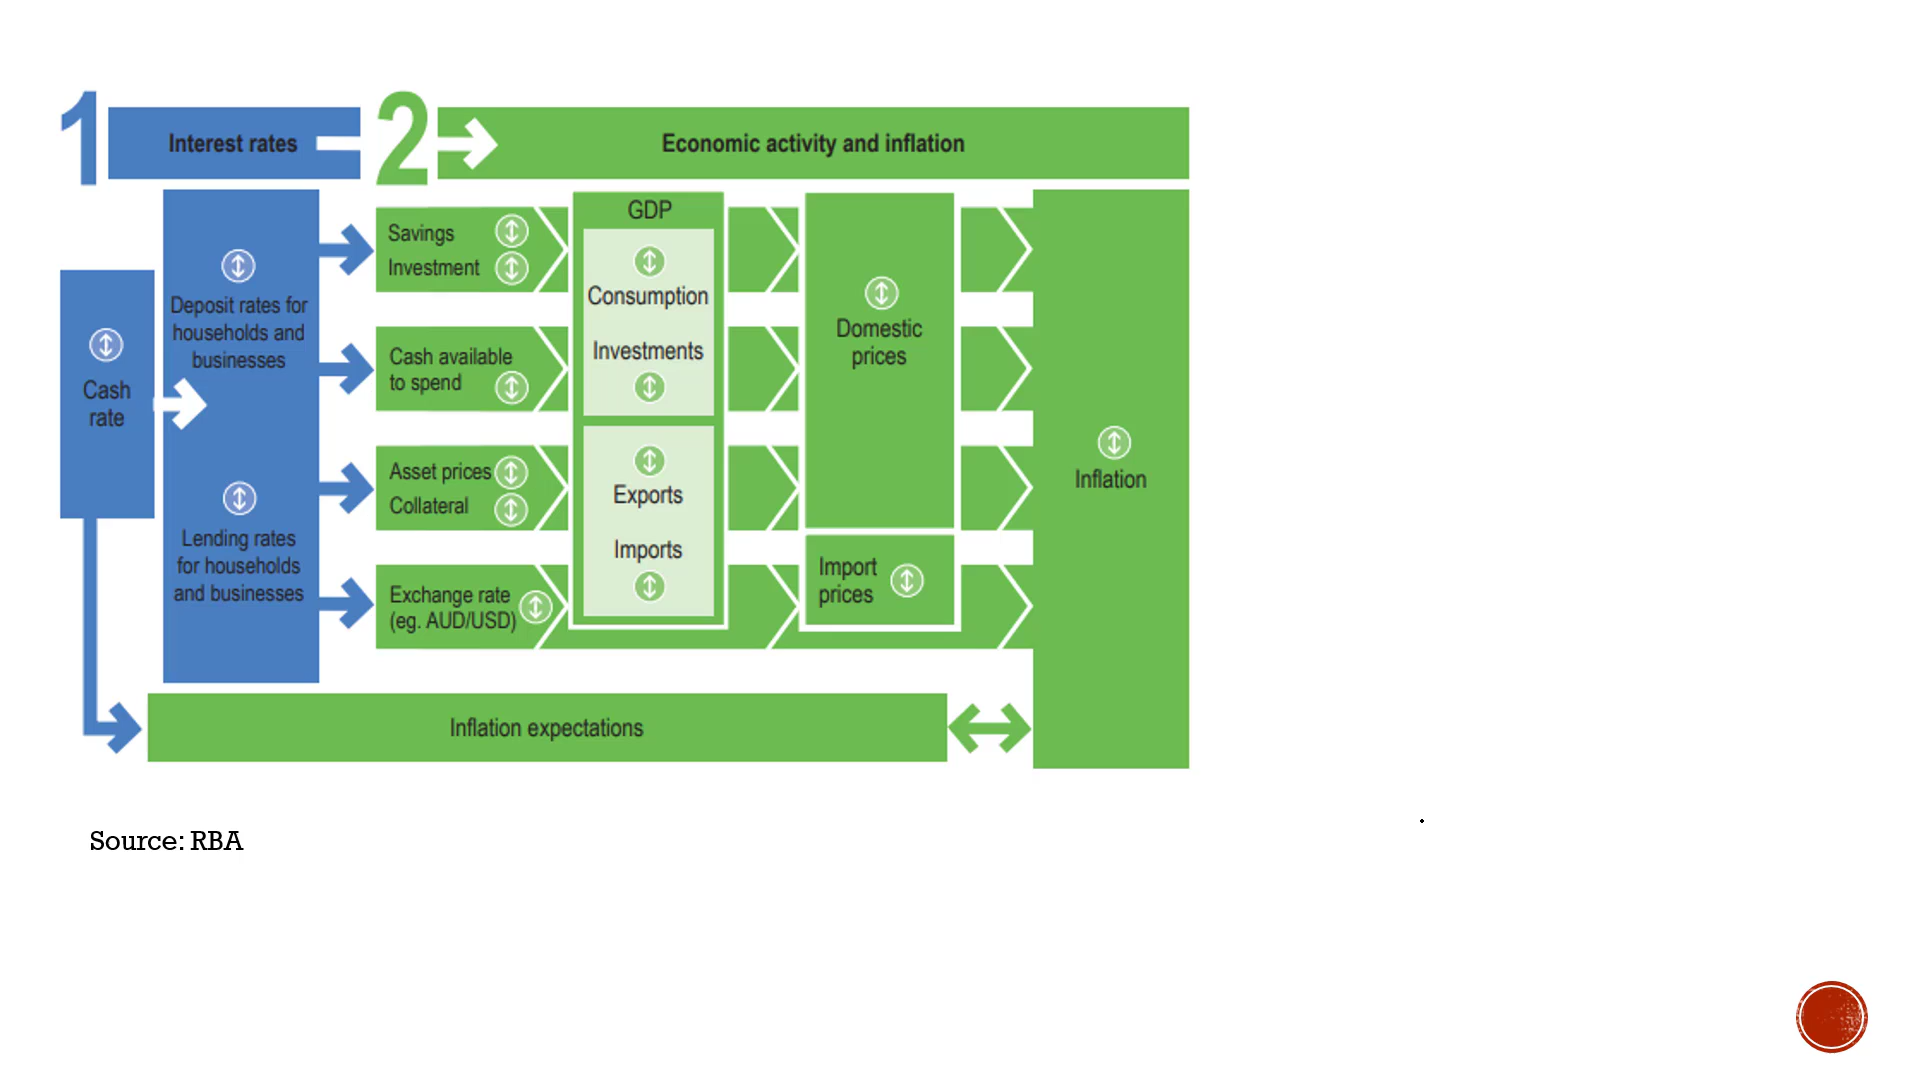 1
Interest rates
2
Economic activity and inflation
Cash
rate
Deposit rates for
households and
businesses
Lending rates
for households
and businesses
Savings
Investment
Cash available
to spend
Asset prices
Collateral
Exchange rate
(eg. AUD/USD)
GDP
Consumption
Investments
Exports
Imports
Domestic
prices
Import
prices
Inflation
Inflation expectations
Source: RBA
.